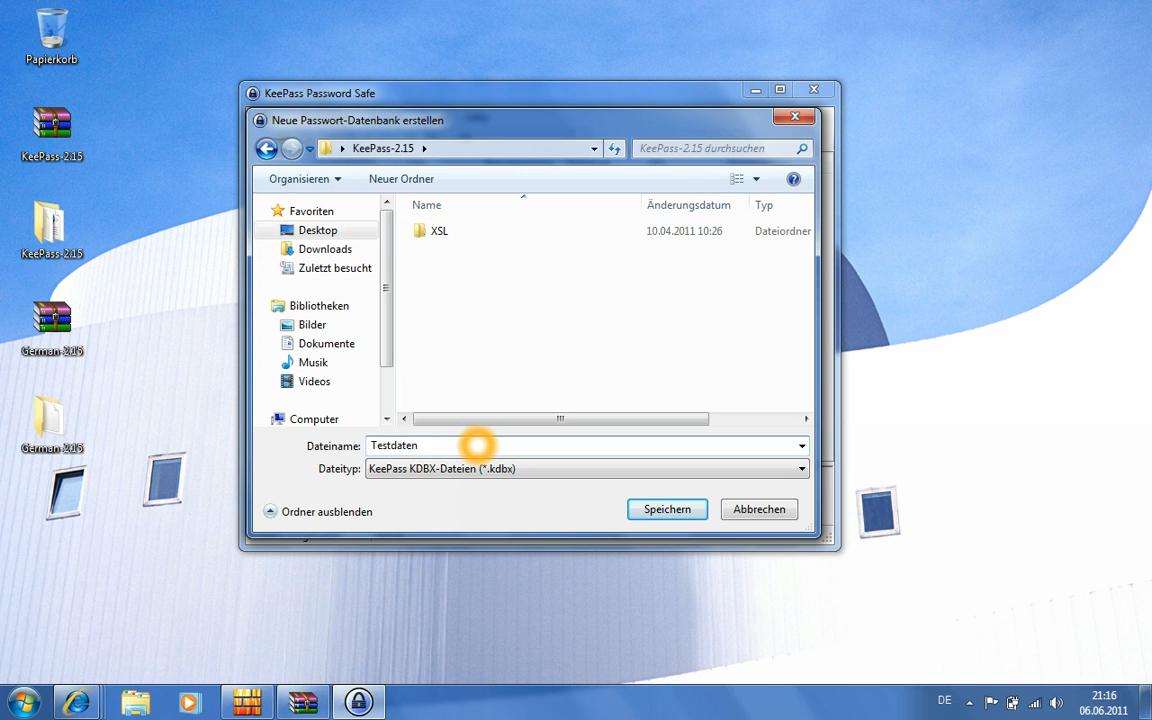 Papierkorb
KeePass-2.15
KeePass-2.15
German-2.15
German-2.15
KeePass Password Safe
Neue Passwort-Datenbank erstellen
KeePass-2.15
KeePass-2.15 durchsuchen
Organisieren
Neuer Ordner
Favoriten
Desktop
Downloads
Zuletzt besucht
Bibliotheken
Bilder
Dokumente
Musik
Videos
Computer
Name Änderungsdatum Typ
XSL 10.04.2011 10:26 Dateiordner
Dateiname: Testdaten
Dateityp: KeePass KDBX-Dateien (*.kdbx)
Ordner ausblenden
Speichern
Abbrechen
DE
21:16
06.06.2011